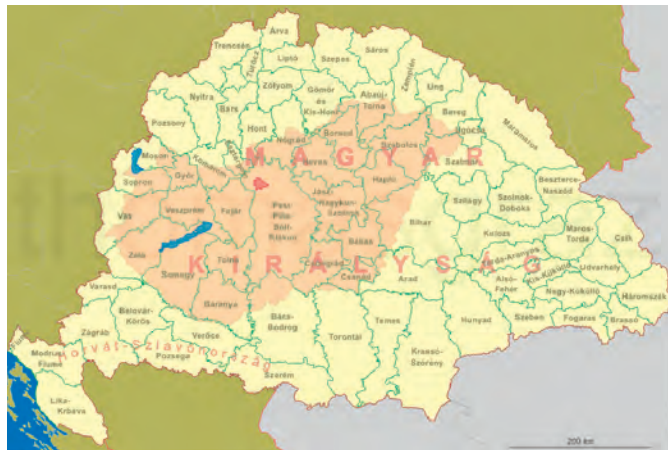 Árva
Trencsén
Turócz
Liptó
Szepes
Sáros
Zemplén
Ung
Nyitra
Bars
Zólyom
Gömör
és
Kis-Hont
Abaúj-
Torna
Bereg
Máramaros
Pozsony
Hont
Nógrád
Borsod
Ugocsa
Moson
Komárom
Esztergom
MAGYAR
Heves
Szabolcs
Szatmár
Sopron
Győr
Hajdú
Beszterce-
Naszód
Vas
Veszprém
Fejér
Pest-
Pilis-
Solt-
Kiskun
Jász-
Nagykun-
Szolnok
Bihar
Szilágy
Szolnok-
Doboka
Kolozs
Maros-
Torda
Csík
Zala
Tolna
Békés
KIRÁLYSÁG
Somogy
Csongrád
Csanád
Arad
Torda-Aranyos
Kis-Küküllő
Udvarhely
Alsó-
Fehér
Nagy-Küküllő
Háromszék
Varasd
Baranya
Belovár-
Körös
Zágráb
Verőce
Bács-
Bodrog
Torontál
Temes
Hunyad
Szeben
Fogaras
Brassó
Fiume
Modrus-
Fiume
Horvát-Szlavonország
Pozsega
Szerém
Krassó-
Szörény
Lika-
Krbava
200 km